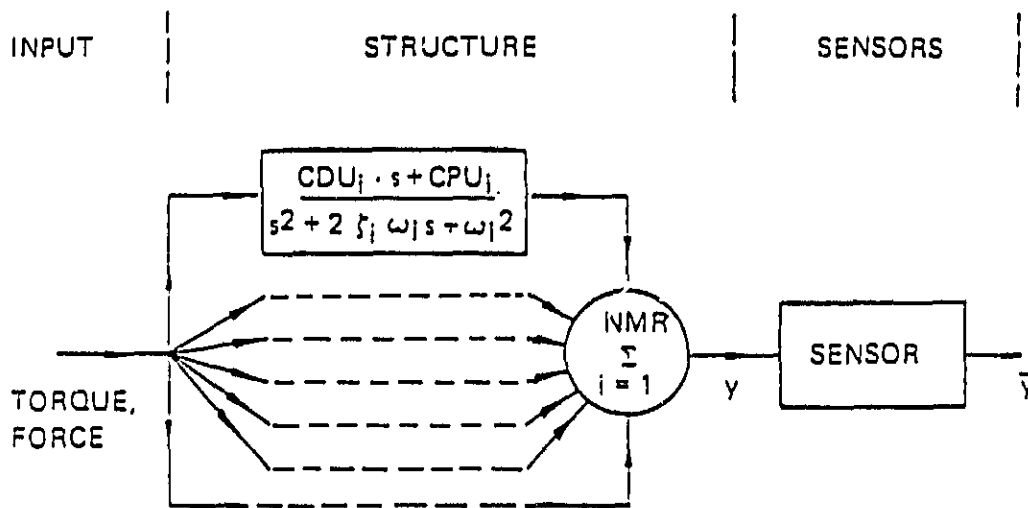 INPUT
STRUCTURE
SENSORS
CDUi · s + CPUi
s2 + 2 ζi ωi s + ωi2
NMR
Σ
i = 1
SENSOR
TORQUE,
FORCE
y
ȳ